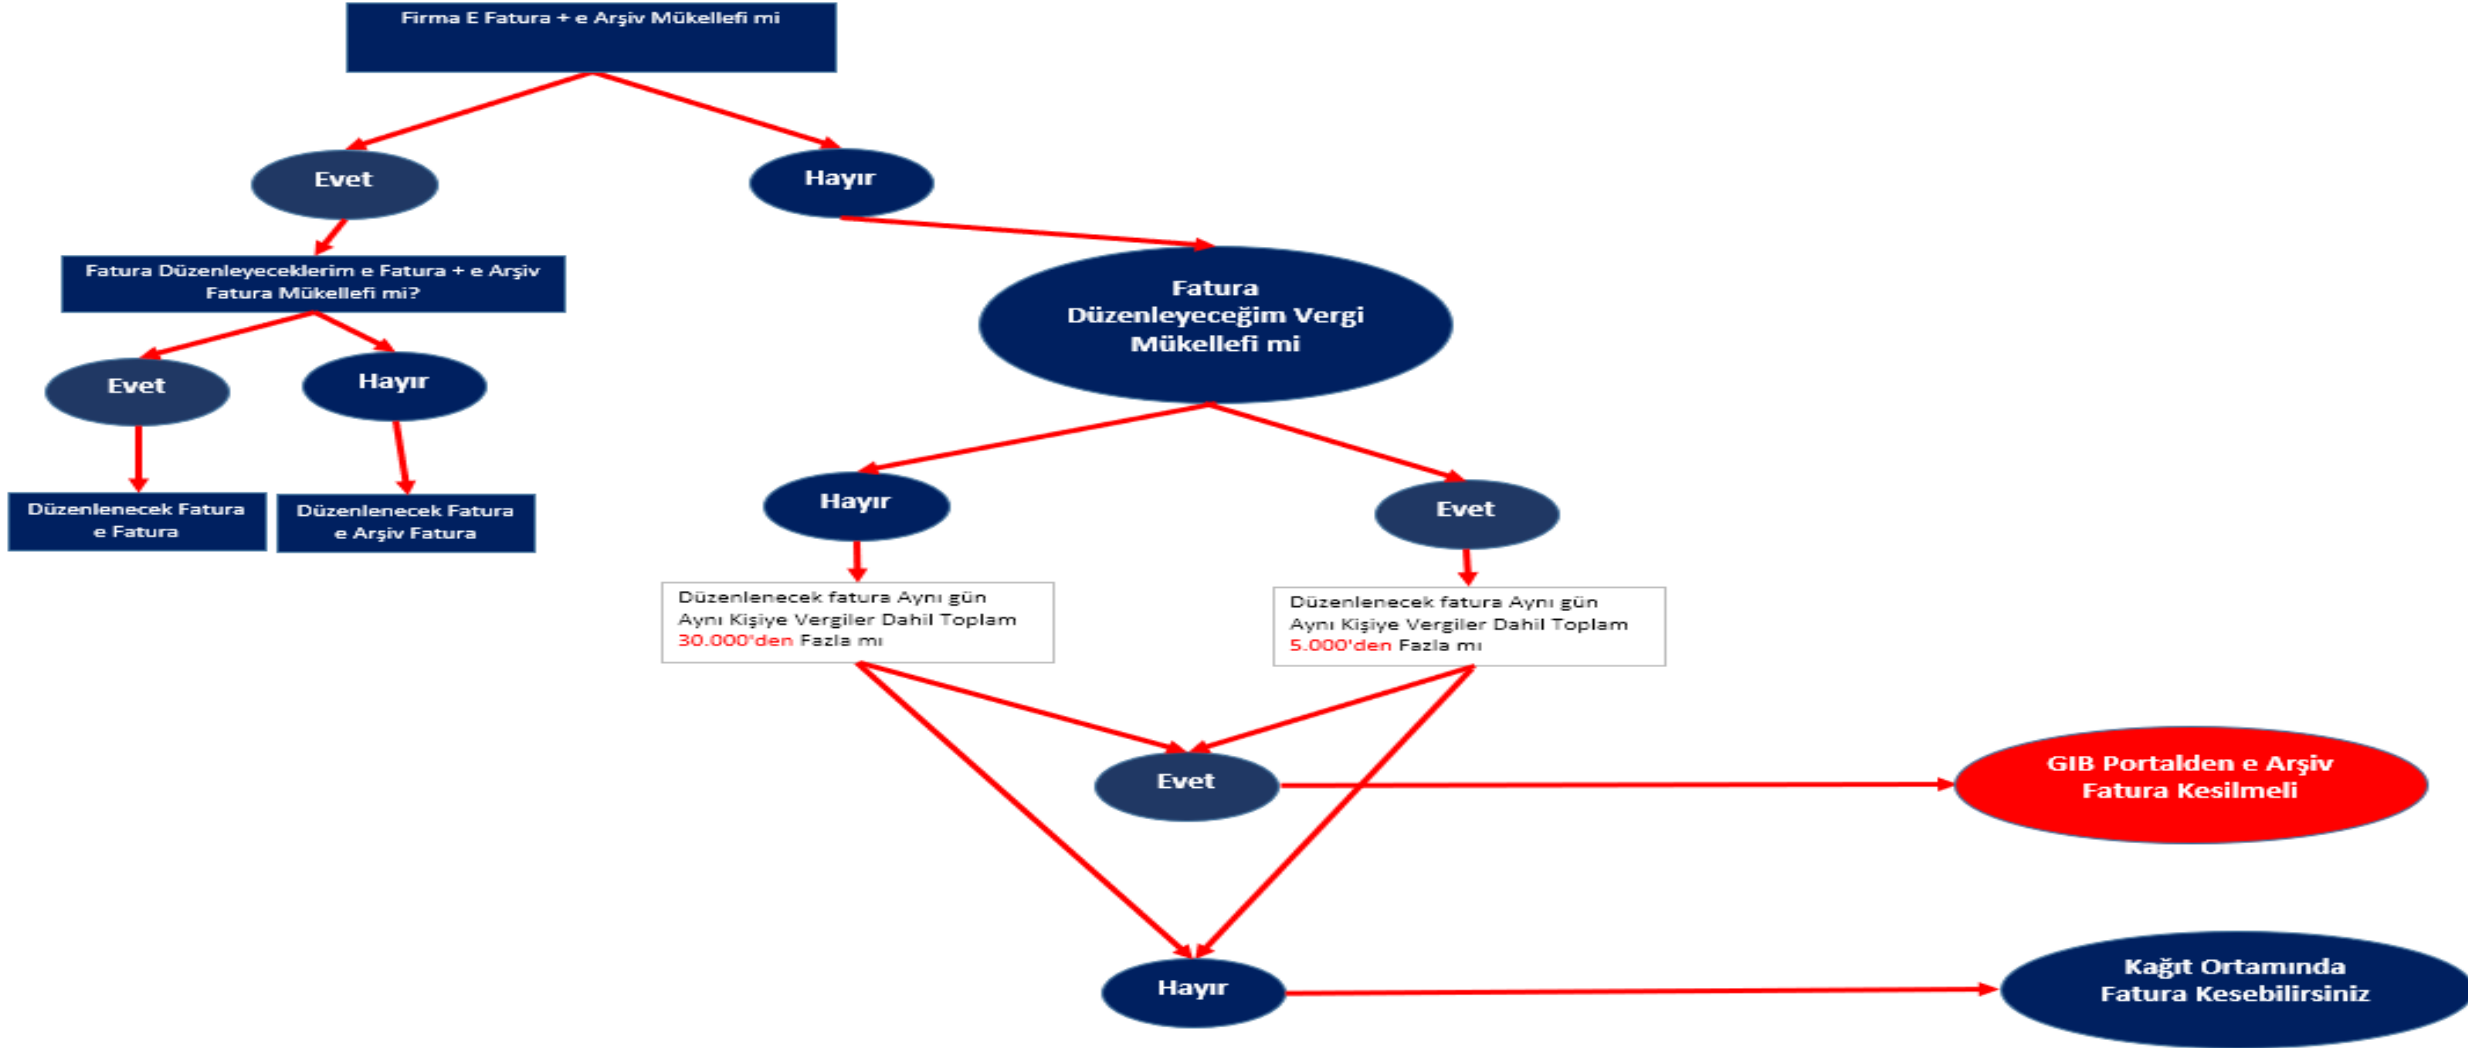 Firma E Fatura + e Arşiv Mükellefi mi
Evet
Hayır
Fatura Düzenleyeceklerim e Fatura + e Arşiv
Fatura Mükellefi mi?
Fatura
Düzenleyeceğim Vergi
Mükellefi mi
Evet
Hayır
Düzenlenecek Fatura
e Fatura
Düzenlenecek Fatura
e Arşiv Fatura
Hayır
Evet
Düzenlenecek fatura Aynı gün
Aynı Kişiye Vergiler Dahil Toplam
30.000'den Fazla mı
Düzenlenecek fatura Aynı gün
Aynı Kişiye Vergiler Dahil Toplam
5.000'den Fazla mı
Evet
GIB Portalden e Arşiv
Fatura Kesilmeli
Hayır
Kağıt Ortamında
Fatura Kesebilirsiniz